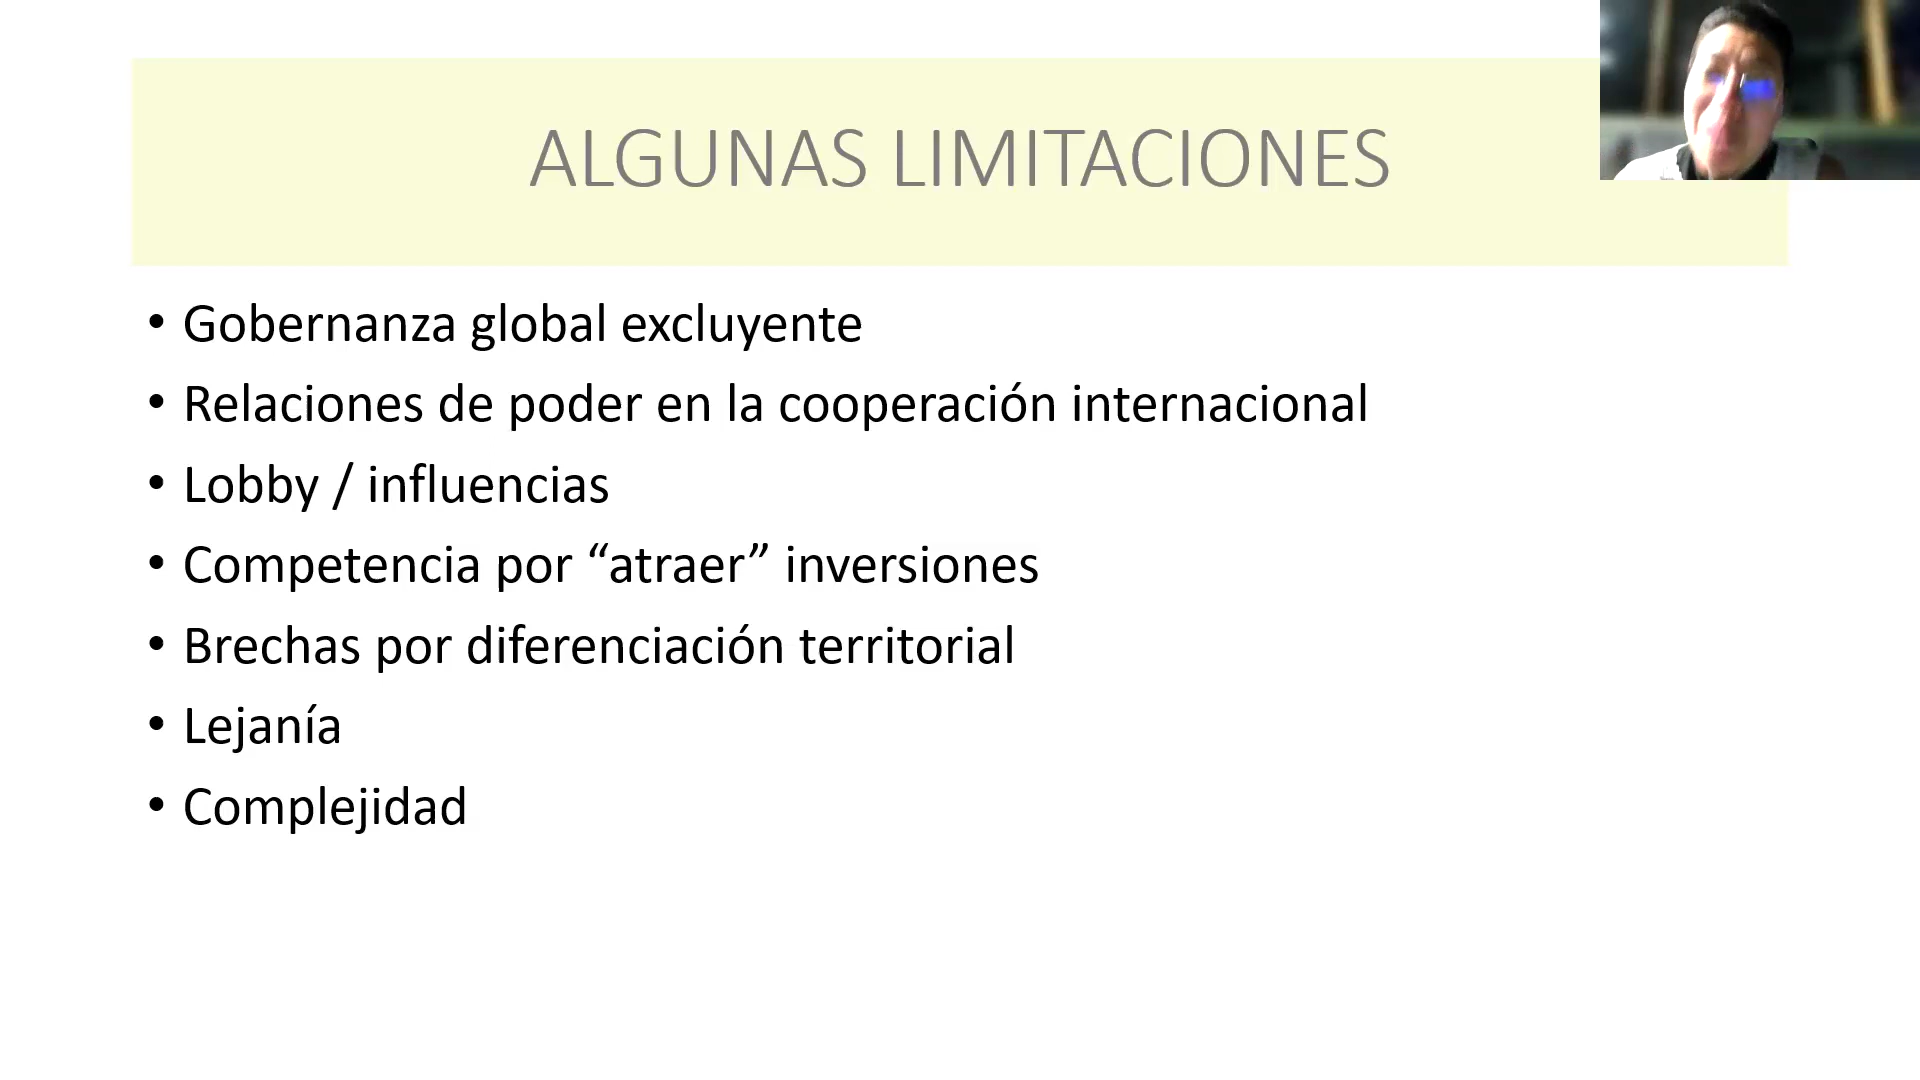 ALGUNAS LIMITACIONES
• Gobernanza global excluyente
• Relaciones de poder en la cooperación internacional
• Lobby / influencias
• Competencia por “atraer” inversiones
• Brechas por diferenciación territorial
• Lejanía
• Complejidad